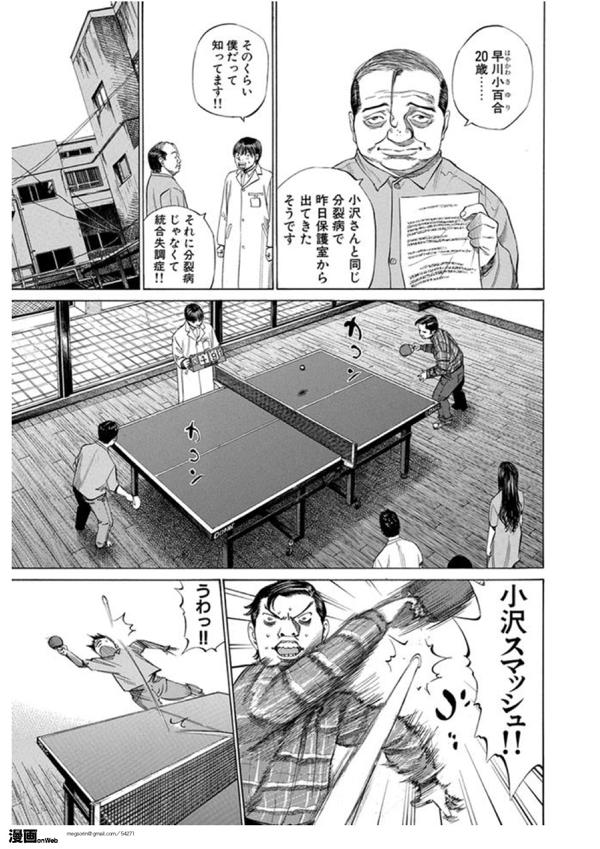 早川小百合
はやかわさゆり
20歳……
小沢さんと同じ
分裂病で
昨日保護室から
出てきた
そうです
そのくらい
僕だって
知ってます!!
それに分裂病
じゃなくて
統合失調症!!
カコン
カコン
小沢スマッシュ!!
うわっ!!
漫画onWeb
megaorin@gmail.com/54271